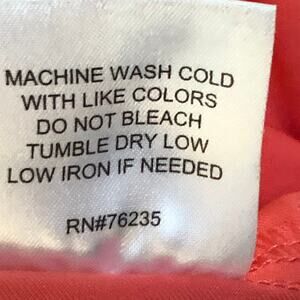 MACHINE WASH COLD
WITH LIKE COLORS
DO NOT BLEACH
TUMBLE DRY LOW
LOW IRON IF NEEDED
RN#76235